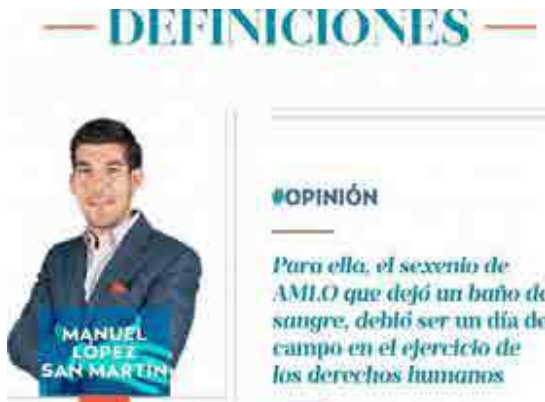 DEFINICIONES
MANUEL
LÓPEZ
SAN MARTÍN
#OPINIÓN
Para ella, el sexenio de
AMLO que dejó un baño de
sangre, debió ser un día de
campo en el ejercicio de
los derechos humanos